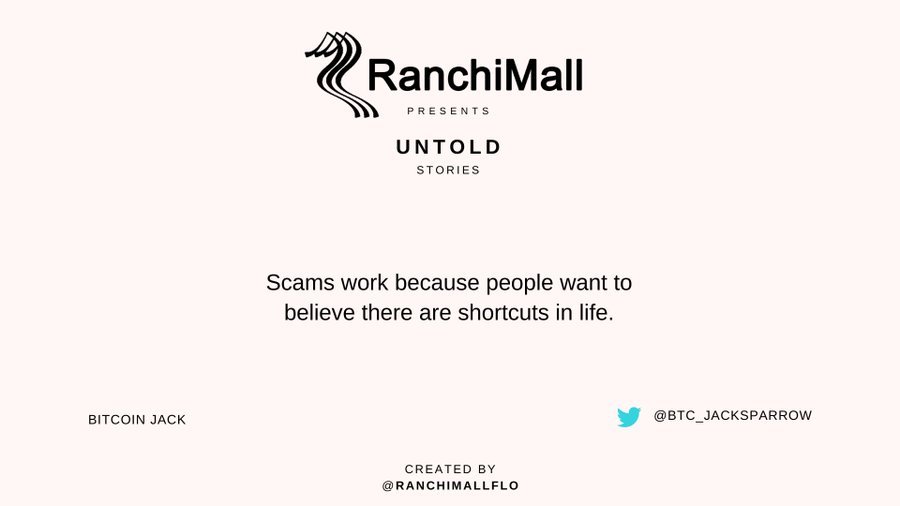 RanchiMall
PRESENTS
UNTOLD
STORIES
Scams work because people want to
believe there are shortcuts in life.
BITCOIN JACK
@BTC_JACKSPARROW
CREATED BY
@RANCHIMALLFLO